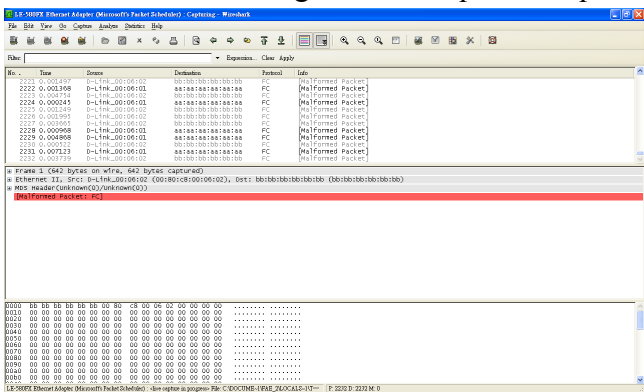 LE-580FX Ethernet Adapter (Microsoft's Packet Scheduler) : Capturing - Wireshark
File Edit View Go Capture Analyze Statistics Help
Filter: Expression... Clear Apply
No. . Time Source Destination Protocol Info
2221 0.001497 D-Link_00:06:02 bb:bb:bb:bb:bb:bb FC [Malformed Packet]
2222 0.001368 D-Link_00:06:01 aa:aa:aa:aa:aa:aa FC [Malformed Packet]
2223 0.004754 D-Link_00:06:02 bb:bb:bb:bb:bb:bb FC [Malformed Packet]
2224 0.000245 D-Link_00:06:01 aa:aa:aa:aa:aa:aa FC [Malformed Packet]
2225 0.001249 D-Link_00:06:02 bb:bb:bb:bb:bb:bb FC [Malformed Packet]
2226 0.001995 D-Link_00:06:02 bb:bb:bb:bb:bb:bb FC [Malformed Packet]
2227 0.003665 D-Link_00:06:02 bb:bb:bb:bb:bb:bb FC [Malformed Packet]
2228 0.000968 D-Link_00:06:01 aa:aa:aa:aa:aa:aa FC [Malformed Packet]
2229 0.004868 D-Link_00:06:01 aa:aa:aa:aa:aa:aa FC [Malformed Packet]
2230 0.000522 D-Link_00:06:02 bb:bb:bb:bb:bb:bb FC [Malformed Packet]
2231 0.007123 D-Link_00:06:01 aa:aa:aa:aa:aa:aa FC [Malformed Packet]
2232 0.003739 D-Link_00:06:02 bb:bb:bb:bb:bb:bb FC [Malformed Packet]
Frame 1 (642 bytes on wire, 642 bytes captured)
Ethernet II, Src: D-Link_00:06:02 (00:80:c8:00:06:02), Dst: bb:bb:bb:bb:bb:bb (bb:bb:bb:bb:bb:bb)
MDS Header(Unknown(0)/Unknown(0))
[Malformed Packet: FC]
0000 bb bb bb bb bb bb 00 80 c8 00 06 02 00 00 00 00 ........ ........
0010 00 00 00 00 00 00 00 00 00 00 00 00 00 00 00 00 ........ ........
0020 00 00 00 00 00 00 00 00 00 00 00 00 00 00 00 00 ........ ........
0030 00 00 00 00 00 00 00 00 00 00 00 00 00 00 00 00 ........ ........
0040 00 00 00 00 00 00 00 00 00 00 00 00 00 00 00 00 ........ ........
0050 00 00 00 00 00 00 00 00 00 00 00 00 00 00 00 00 ........ ........
0060 00 00 00 00 00 00 00 00 00 00 00 00 00 00 00 00 ........ ........
0070 00 00 00 00 00 00 00 00 00 00 00 00 00 00 00 00 ........ ........
0080 00 00 00 00 00 00 00 00 00 00 00 00 00 00 00 00 ........ ........
0090 00 00 00 00 00 00 00 00 00 00 00 00 00 00 00 00 ........ ........
00a0 00 00 00 00 00 00 00 00 00 00 00 00 00 00 00 00 ........ ........
00b0 00 00 00 00 00 00 00 00 00 00 00 00 00 00 00 00 ........ ........
LE-580FX Ethernet Adapter (Microsoft's Packet Scheduler) : <live capture in progress> File: C:\DOCUME~1\FAE_2\LOCALS~1\T~~ P: 2232 D: 2232 M: 0